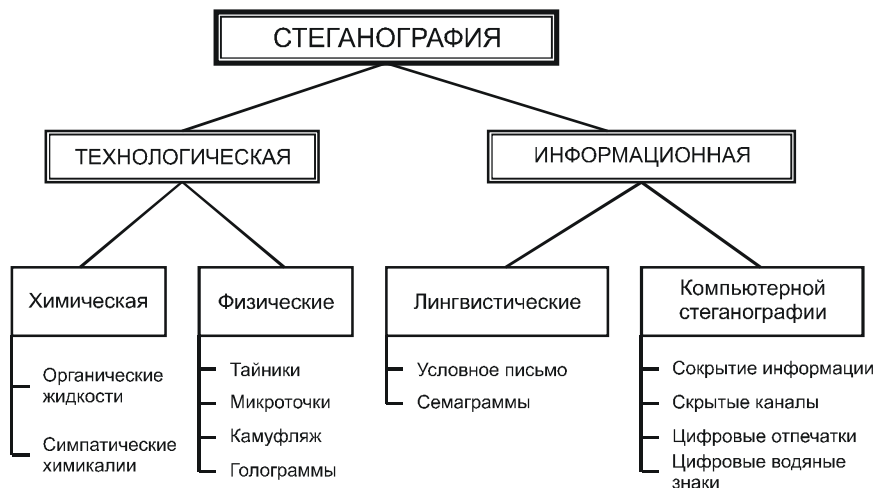 СТЕГАНОГРАФИЯ
ТЕХНОЛОГИЧЕСКАЯ
ИНФОРМАЦИОННАЯ
Химическая
Физические
Лингвистические
Компьютерной
стеганографии
Органические
жидкости
Симпатические
химикалии
Тайники
Микроточки
Камуфляж
Голограммы
Условное письмо
Семаграммы
Сокрытие информации
Скрытые каналы
Цифровые отпечатки
Цифровые водяные
знаки